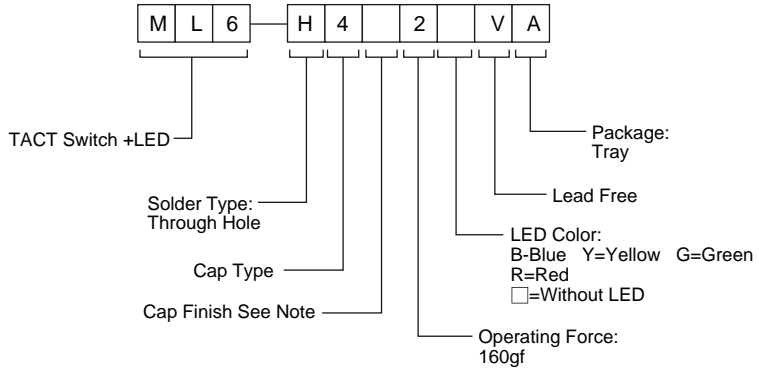 M L 6 H 4 2 V A
TACT Switch +LED
Package:
Tray
Lead Free
Solder Type:
Through Hole
LED Color:
B-Blue Y=Yellow G=Green
R=Red
□=Without LED
Cap Type
Cap Finish See Note
Operating Force:
160gf